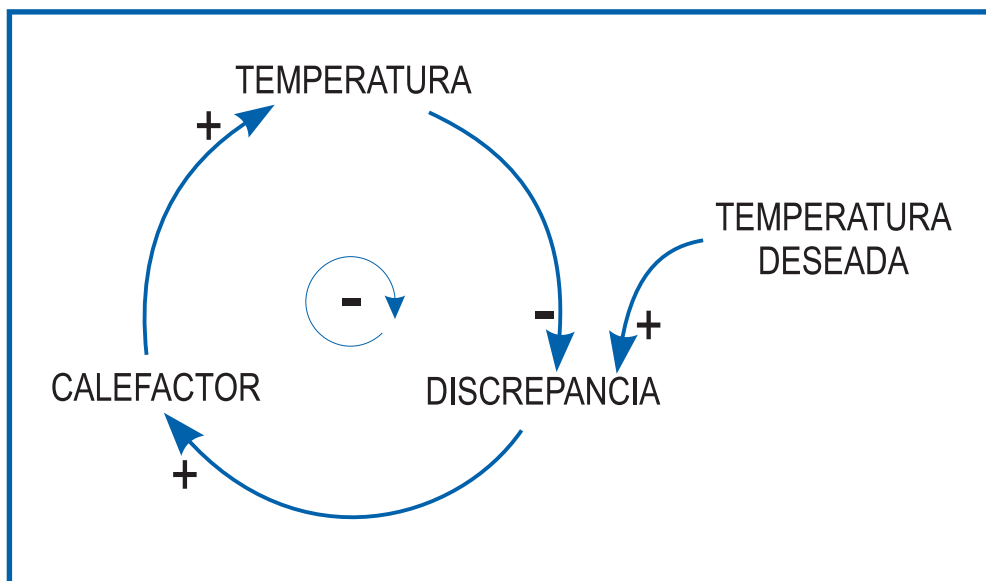 TEMPERATURA
+
TEMPERATURA
DESEADA
-
-
+
CALEFACTOR
DISCREPANCIA
+